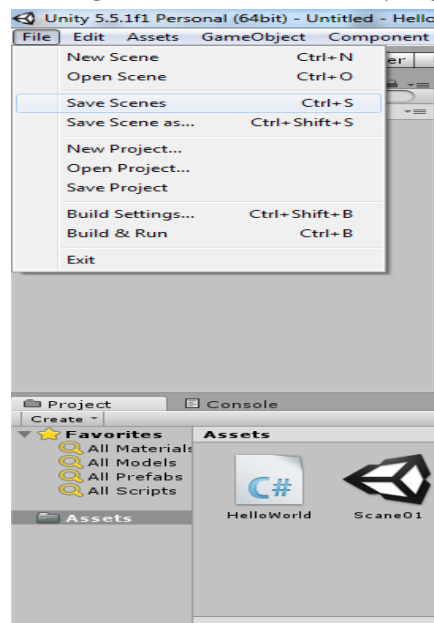 Unity 5.5.1f1 Personal (64bit) - Untitled - Hello
File Edit Assets GameObject Component
New Scene Ctrl+N
Open Scene Ctrl+O
Save Scenes Ctrl+S
Save Scene as... Ctrl+Shift+S
New Project...
Open Project...
Save Project
Build Settings... Ctrl+Shift+B
Build & Run Ctrl+B
Exit
Project Console
Create
Favorites
All Materials
All Models
All Prefabs
All Scripts
Assets
Assets
C#
HelloWorld Scane01